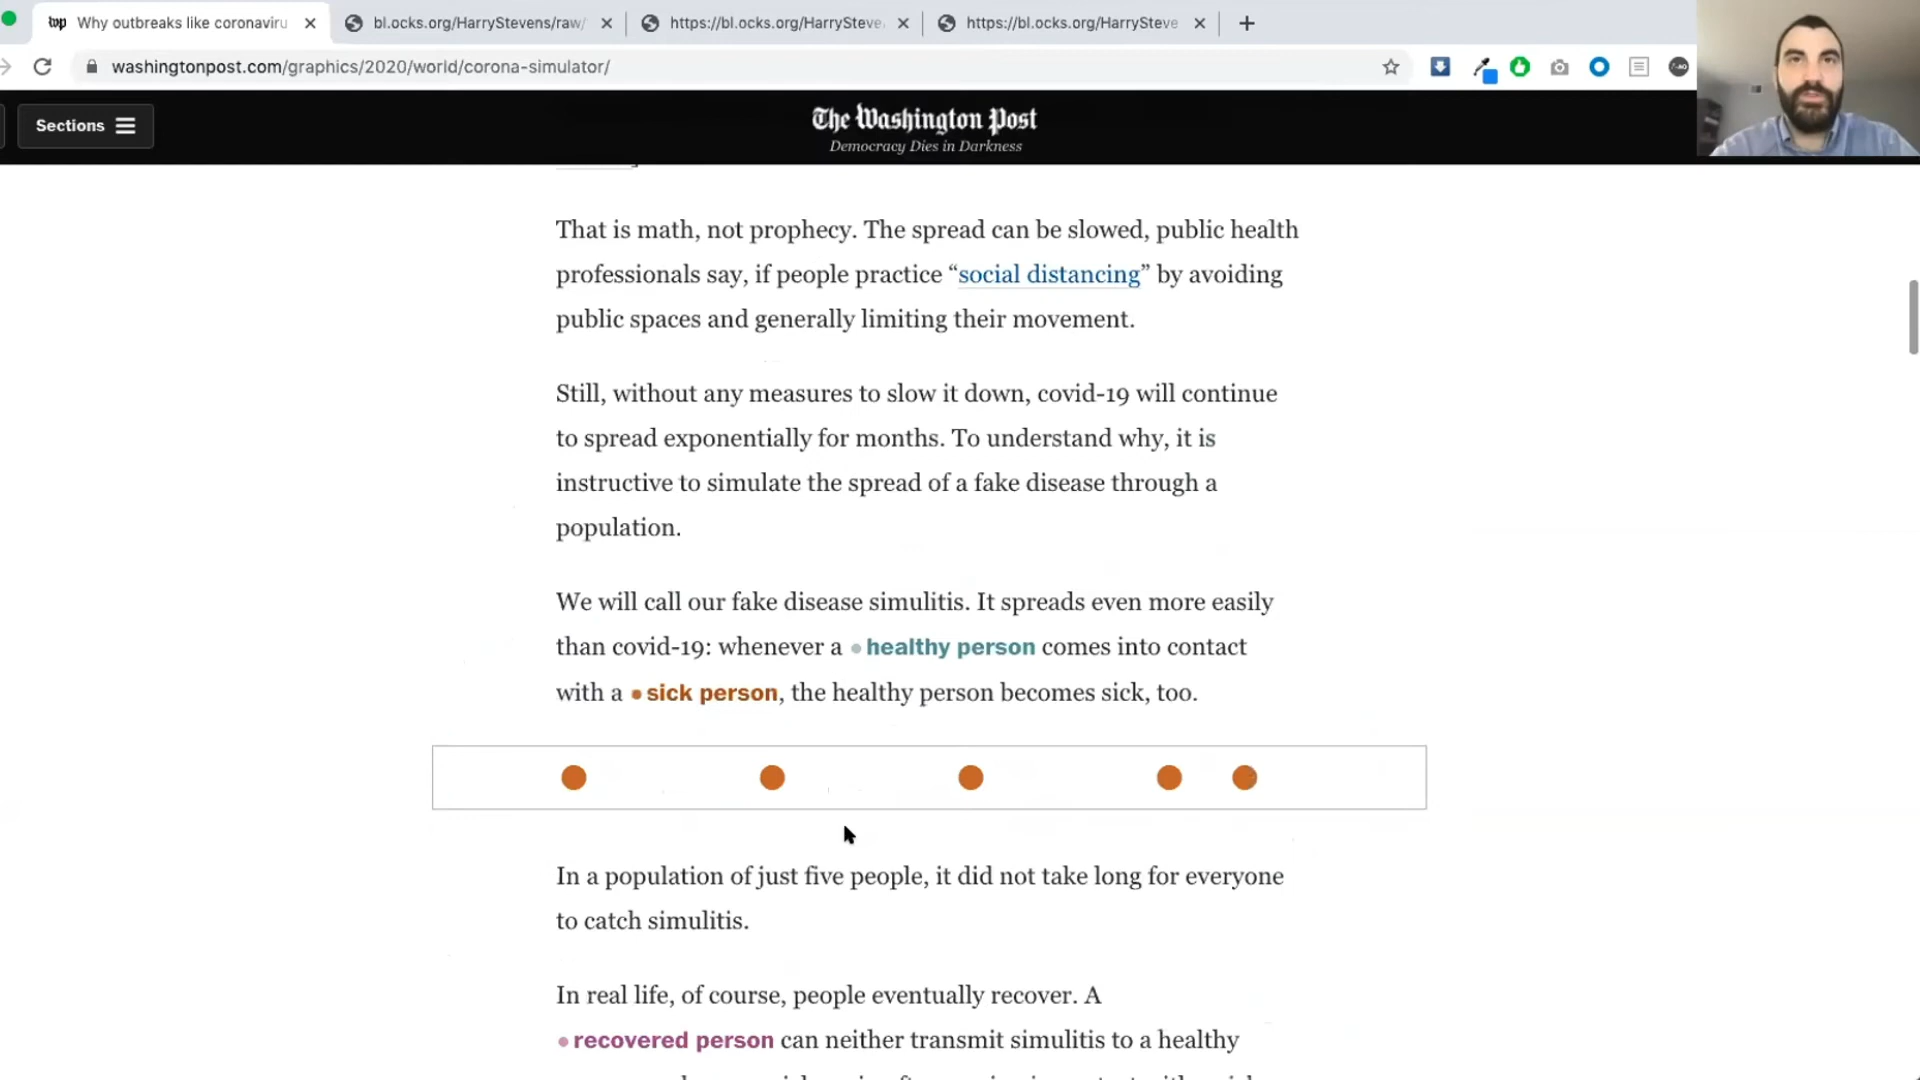 Why outbreaks like coronaviru
bl.ocks.org/HarryStevens/raw/
https://bl.ocks.org/HarrySteve
https://bl.ocks.org/HarrySteve
washingtonpost.com/graphics/2020/world/corona-simulator/
Sections
The Washington Post
Democracy Dies in Darkness
That is math, not prophecy. The spread can be slowed, public health
professionals say, if people practice “social distancing” by avoiding
public spaces and generally limiting their movement.
Still, without any measures to slow it down, covid-19 will continue
to spread exponentially for months. To understand why, it is
instructive to simulate the spread of a fake disease through a
population.
We will call our fake disease simulitis. It spreads even more easily
than covid-19: whenever a healthy person comes into contact
with a sick person, the healthy person becomes sick, too.
In a population of just five people, it did not take long for everyone
to catch simulitis.
In real life, of course, people eventually recover. A
recovered person can neither transmit simulitis to a healthy